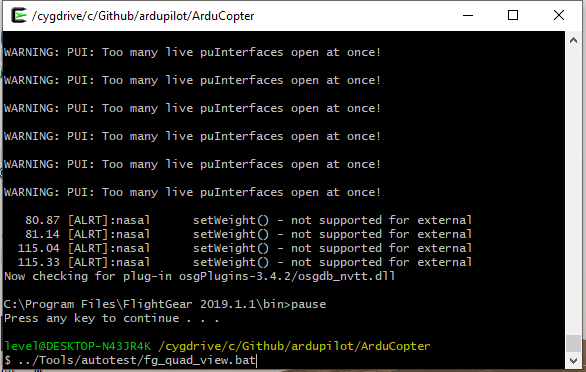 /cygdrive/c/Github/ardupilot/ArduCopter
WARNING: PUI: Too many live puInterfaces open at once!
WARNING: PUI: Too many live puInterfaces open at once!
WARNING: PUI: Too many live puInterfaces open at once!
WARNING: PUI: Too many live puInterfaces open at once!
WARNING: PUI: Too many live puInterfaces open at once!
WARNING: PUI: Too many live puInterfaces open at once!
80.87 [ALRT]:nasal setWeight() - not supported for external
81.14 [ALRT]:nasal setWeight() - not supported for external
115.04 [ALRT]:nasal setWeight() - not supported for external
115.33 [ALRT]:nasal setWeight() - not supported for external
Now checking for plug-in osgPlugins-3.4.2/osgdb_nvtt.dll
C:\Program Files\FlightGear 2019.1.1\bin>pause
Press any key to continue . . .
level@DESKTOP-N43JR4K /cygdrive/c/Github/ardupilot/ArduCopter
$ ../Tools/autotest/fg_quad_view.bat